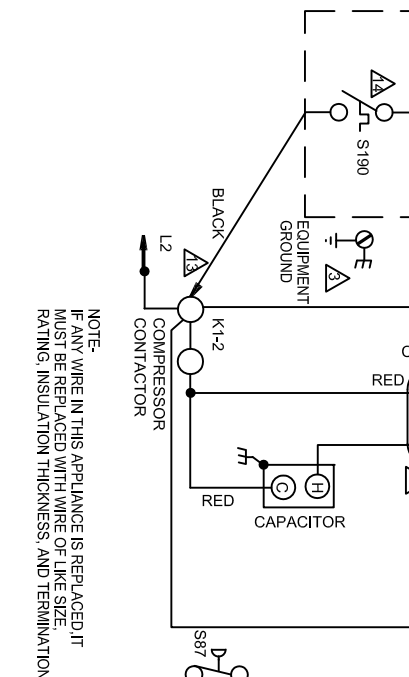 14
S190
BLACK
EQUIPMENT
GROUND
3
L2
13
K1-2
COMPRESSOR
CONTACTOR
C
RED
H
C
RED
CAPACITOR
S87
NOTE-
IF ANY WIRE IN THIS APPLIANCE IS REPLACED,IT
MUST BE REPLACED WITH WIRE OF LIKE SIZE,
RATING, INSULATION THICKNESS, AND TERMINATION